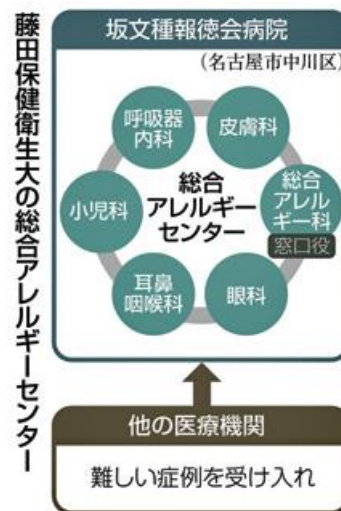 藤田保健衛生大の総合アレルギーセンター
坂文種報徳会病院
（名古屋市中川区）
呼吸器
内科
皮膚科
小児科
総合
アレルギー
センター
総合
アレル
ギー科
窓口役
耳鼻
咽喉科
眼科
他の医療機関
難しい症例を受け入れ